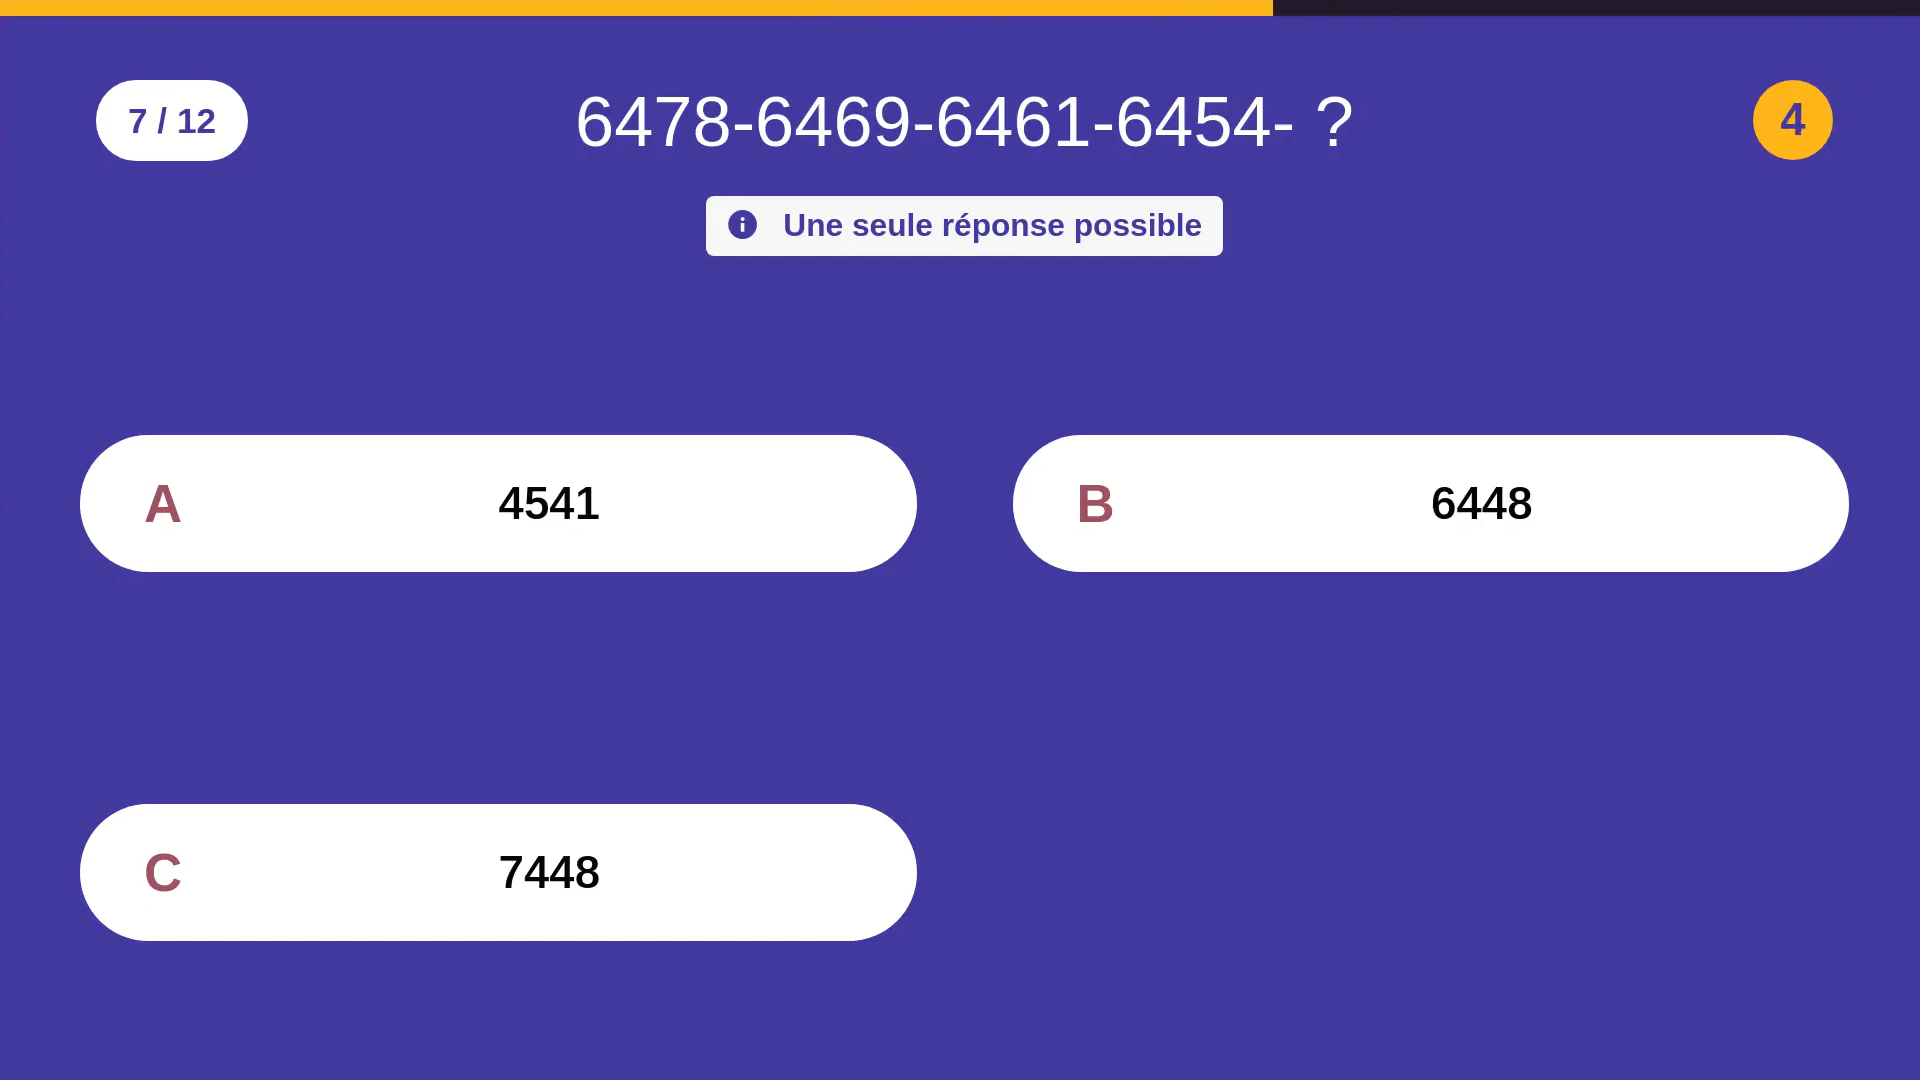 7 / 12
6478-6469-6461-6454- ?
4
Une seule réponse possible
A 4541
B 6448
C 7448